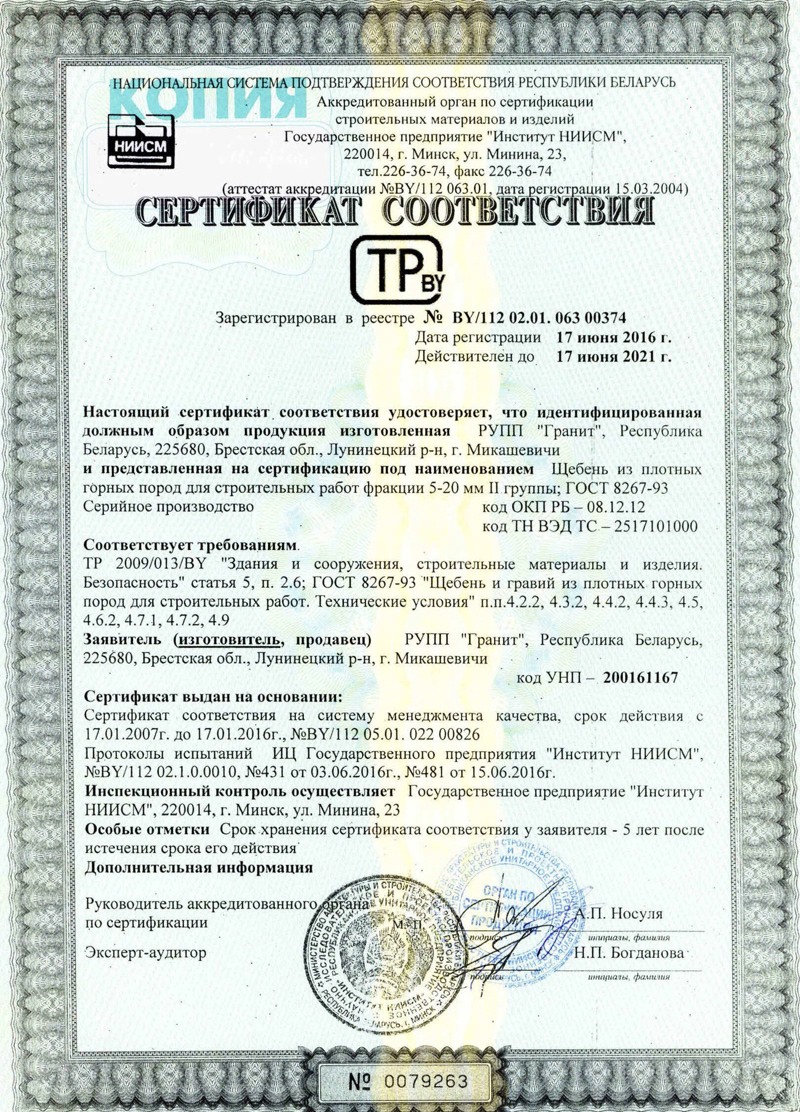 НАЦИОНАЛЬНАЯ СИСТЕМА ПОДТВЕРЖДЕНИЯ СООТВЕТСТВИЯ РЕСПУБЛИКИ БЕЛАРУСЬ
КОПИЯ
Аккредитованный орган по сертификации
строительных материалов и изделий
НИИСМ
Государственное предприятие "Институт НИИСМ",
220014, г. Минск, ул. Минина, 23,
тел.226-36-74, факс 226-36-74
(аттестат аккредитации №BY/112 063.01, дата регистрации 15.03.2004)
СЕРТИФИКАТ СООТВЕТСТВИЯ
ТР BY
Зарегистрирован в реестре № BY/112 02.01. 063 00374
Дата регистрации 17 июня 2016 г.
Действителен до 17 июня 2021 г.
Настоящий сертификат соответствия удостоверяет, что идентифицированная
должным образом продукция изготовленная РУПП "Гранит", Республика
Беларусь, 225680, Брестская обл., Лунинецкий р-н, г. Микашевичи
и представленная на сертификацию под наименованием Щебень из плотных
горных пород для строительных работ фракции 5-20 мм II группы; ГОСТ 8267-93
Серийное производство код ОКП РБ – 08.12.12
код ТН ВЭД ТС – 2517101000
Соответствует требованиям
ТР 2009/013/BY "Здания и сооружения, строительные материалы и изделия.
Безопасность" статья 5, п. 2.6; ГОСТ 8267-93 "Щебень и гравий из плотных горных
пород для строительных работ. Технические условия" п.п.4.2.2, 4.3.2, 4.4.2, 4.4.3, 4.5,
4.6.2, 4.7.1, 4.7.2, 4.9
Заявитель (изготовитель, продавец) РУПП "Гранит", Республика Беларусь,
225680, Брестская обл., Лунинецкий р-н, г. Микашевичи
код УНП – 200161167
Сертификат выдан на основании:
Сертификат соответствия на систему менеджмента качества, срок действия с
17.01.2007г. до 17.01.2016г., №BY/112 05.01. 022 00826
Протоколы испытаний ИЦ Государственного предприятия "Институт НИИСМ",
№BY/112 02.1.0.0010, №431 от 03.06.2016г., №481 от 15.06.2016г.
Инспекционный контроль осуществляет Государственное предприятие "Институт
НИИСМ", 220014, г. Минск, ул. Минина, 23
Особые отметки Срок хранения сертификата соответствия у заявителя - 5 лет после
истечения срока его действия
Дополнительная информация
Руководитель аккредитованного органа
по сертификации
М.П.
А.П. Носуля
подпись инициалы, фамилия
Эксперт-аудитор Н.П. Богданова
подпись инициалы, фамилия
ОРГАН ПО
СЕРТИФИКАЦИИ
ПРОДУКЦИИ
№ 0079263